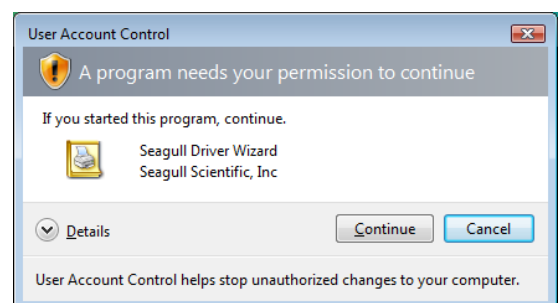 User Account Control
A program needs your permission to continue
If you started this program, continue.
Seagull Driver Wizard
Seagull Scientific, Inc
Details
Continue
Cancel
User Account Control helps stop unauthorized changes to your computer.